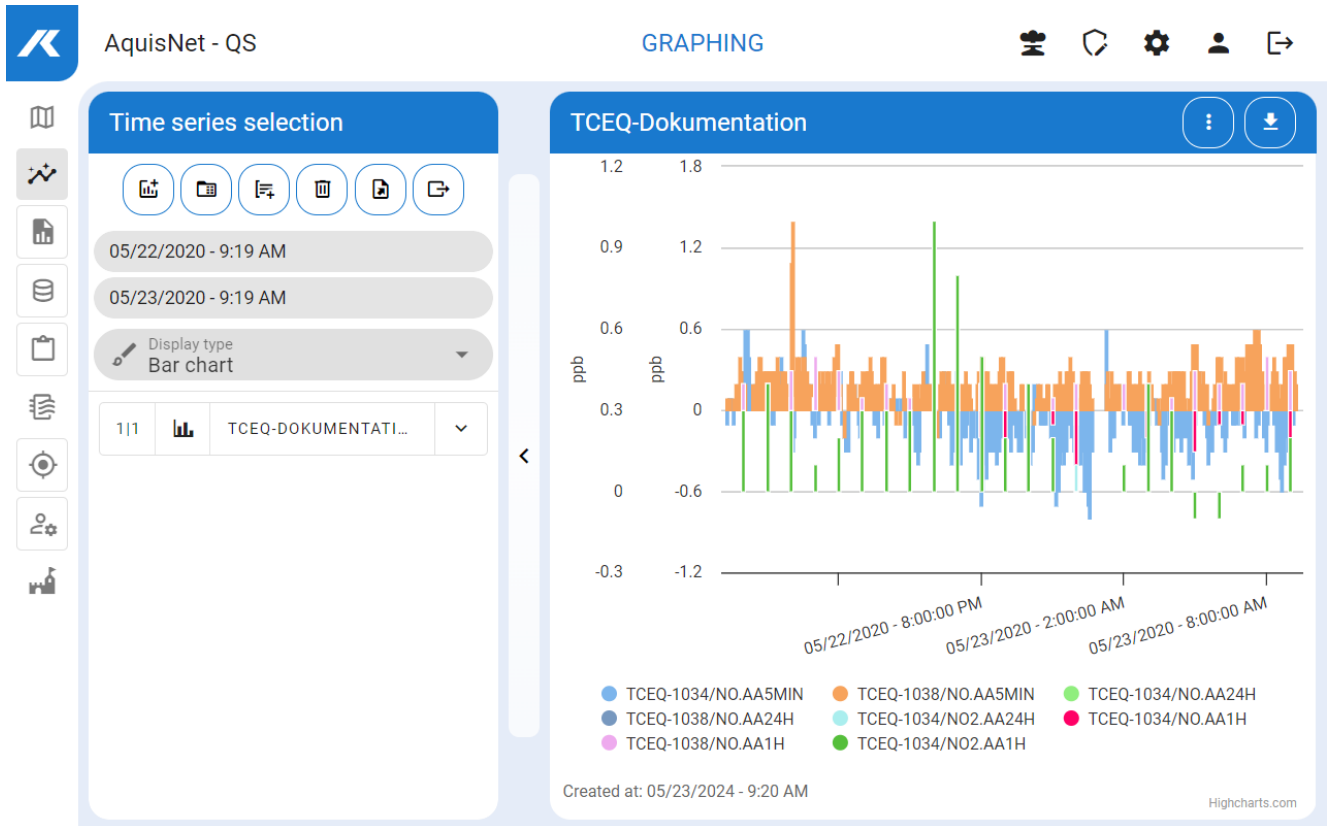 AquisNet - QS
GRAPHING
Time series selection
05/22/2020 - 9:19 AM
05/23/2020 - 9:19 AM
Display type
Bar chart
1|1
TCEQ-DOKUMENTATI...
TCEQ-Dokumentation
1.2 1.8
0.9 1.2
0.6 0.6
ppb ppb
0.3 0
0 -0.6
-0.3 -1.2
05/22/2020 - 8:00:00 PM
05/23/2020 - 2:00:00 AM
05/23/2020 - 8:00:00 AM
TCEQ-1034/NO.AA5MIN TCEQ-1038/NO.AA5MIN TCEQ-1034/NO.AA24H
TCEQ-1038/NO.AA24H TCEQ-1034/NO2.AA24H TCEQ-1034/NO.AA1H
TCEQ-1038/NO.AA1H TCEQ-1034/NO2.AA1H
Created at: 05/23/2024 - 9:20 AM
Highcharts.com